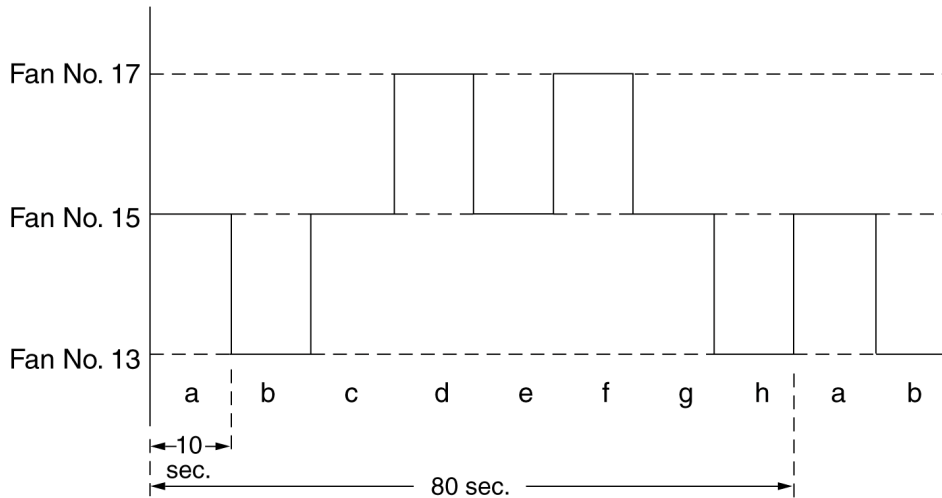 Fan No. 17
Fan No. 15
Fan No. 13
a b c d e f g h a b
10
sec.
80 sec.